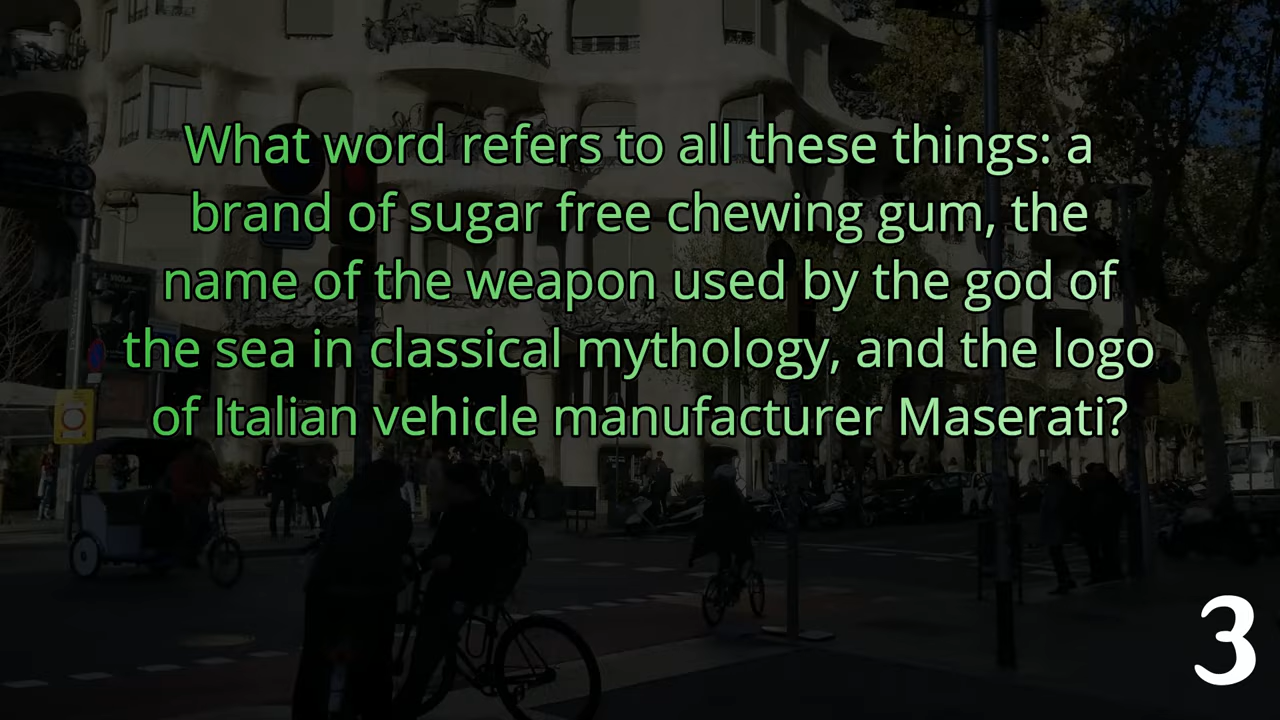 What word refers to all these things: a
brand of sugar free chewing gum, the
name of the weapon used by the god of
the sea in classical mythology, and the logo
of Italian vehicle manufacturer Maserati?
3